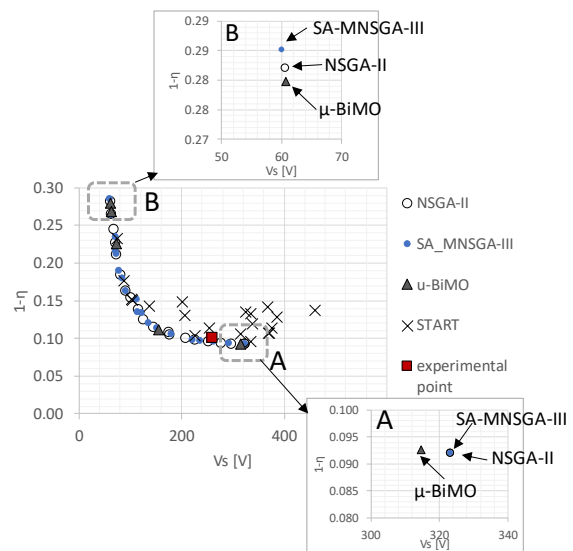 B
0.29
0.29
0.28
0.28
0.27
1-η
SA-MNSGA-III
NSGA-II
μ-BiMO
50
60
70
Vs [V]
0.30
0.25
0.20
0.15
0.10
0.05
0.00
1-η
B
A
0
200
400
Vs [V]
NSGA-II
SA_MNSGA-III
u-BiMO
START
experimental
point
A
0.100
0.095
0.090
0.085
0.080
1-η
SA-MNSGA-III
NSGA-II
μ-BiMO
300
320
340
Vs [V]